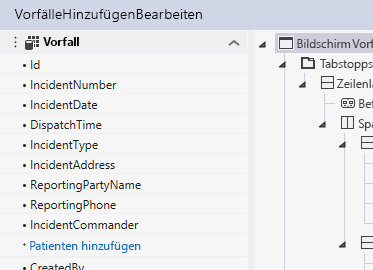 VorfälleHinzufügenBearbeiten
Vorfall
Id
IncidentNumber
IncidentDate
DispatchTime
IncidentType
IncidentAddress
ReportingPartyName
ReportingPhone
IncidentCommander
Patienten hinzufügen
CreatedBy
Bildschirm Vorf
Tabstopps
Zeilenla
Bef
Spa